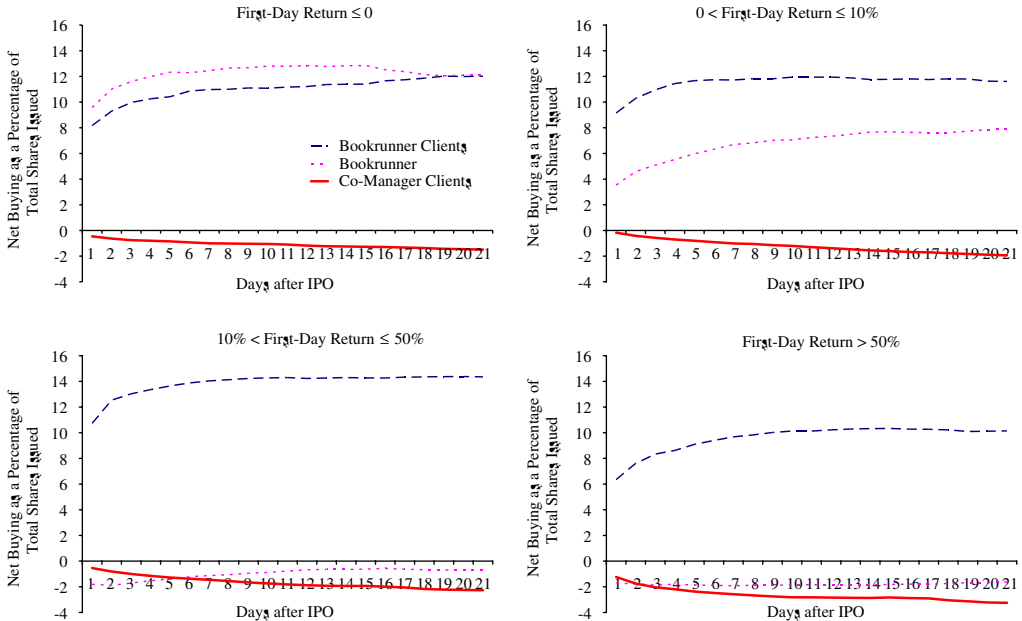 First-Day Return ≤ 0
Net Buying as a Percentage of
Total Shares Issued
16
14
12
10
8
6
4
2
0
-2
-4
Bookrunner Clients
Bookrunner
Co-Manager Clients
1 2 3 4 5 6 7 8 9 10 11 12 13 14 15 16 17 18 19 20 21
Days after IPO
0 < First-Day Return ≤ 10%
Net Buying as a Percentage of
Total Shares Issued
16
14
12
10
8
6
4
2
0
-2
-4
1 2 3 4 5 6 7 8 9 10 11 12 13 14 15 16 17 18 19 20 21
Days after IPO
10% < First-Day Return ≤ 50%
Net Buying as a Percentage of
Total Shares Issued
16
14
12
10
8
6
4
2
0
-2
-4
1 2 3 4 5 6 7 8 9 10 11 12 13 14 15 16 17 18 19 20 21
Days after IPO
First-Day Return > 50%
Net Buying as a Percentage of
Total Shares Issued
16
14
12
10
8
6
4
2
0
-2
-4
1 2 3 4 5 6 7 8 9 10 11 12 13 14 15 16 17 18 19 20 21
Days after IPO